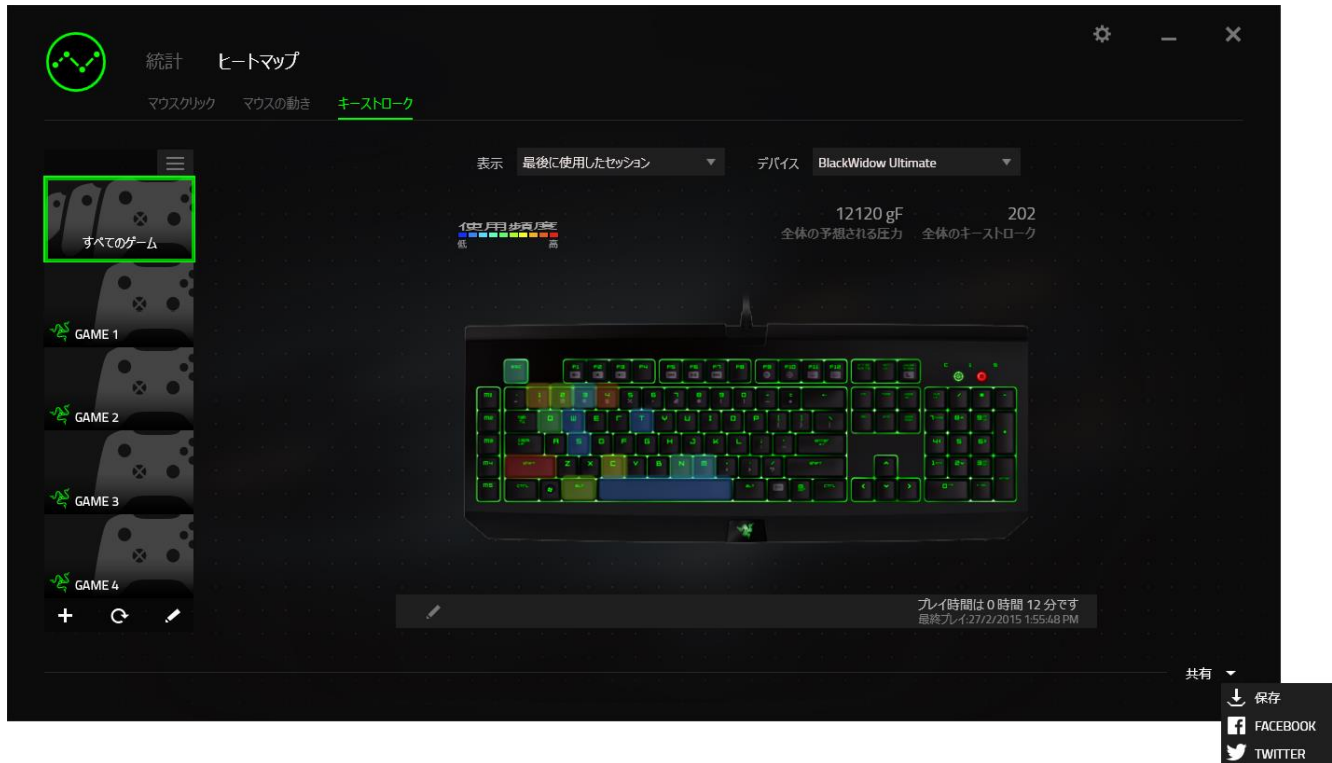 統計 ヒートマップ
マウスクリック マウスの動き キーストローク
表示 最後に使用したセッション デバイス BlackWidow Ultimate
使用頻度
低 高
12120 gF 202
全体の予想される圧力 全体のキーストローク
すべてのゲーム
GAME 1
GAME 2
GAME 3
GAME 4
プレイ時間は 0 時間 12 分です
最終プレイ:27/2/2015 1:55:48 PM
共有
保存
FACEBOOK
TWITTER